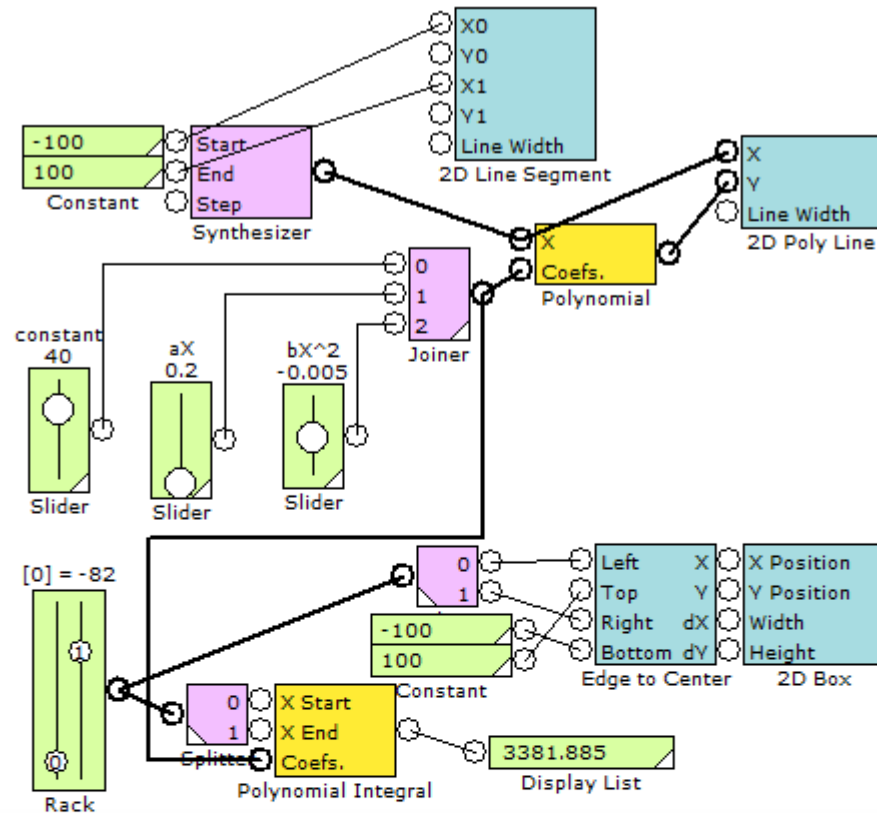 X0
Y0
X1
Y1
Line Width
2D Line Segment
-100
100
Constant
Start
End
Step
Synthesizer
X
Y
Line Width
2D Poly Line
X
Coefs.
Polynomial
0
1
2
Joiner
constant
40
Slider
aX
0.2
Slider
bX^2
-0.005
Slider
[0] = -82
1
0
Rack
0
1
-100
100
Constant
Left X
Top Y
Right dX
Bottom dY
Edge to Center
X Position
Y Position
Width
Height
2D Box
0
1
X Start
X End
Coefs.
Polynomial Integral
3381.885
Display List